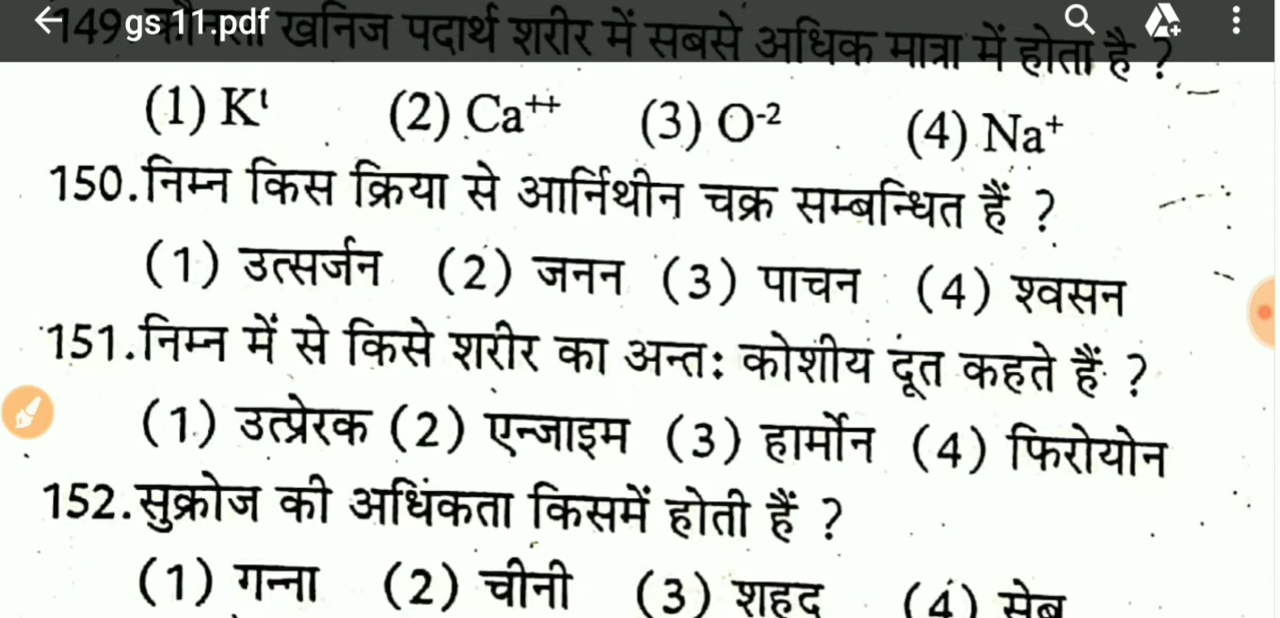 149. कौनसा खनिज पदार्थ शरीर में सबसे अधिक मात्रा में होता है ?
gs 11.pdf
(1) K⁺ (2) Ca⁺⁺ (3) O⁻² (4) Na⁺
150. निम्न किस क्रिया से आर्निथीन चक्र सम्बन्धित हैं ?
(1) उत्सर्जन (2) जनन (3) पाचन (4) श्वसन
151. निम्न में से किसे शरीर का अन्तः कोशीय दूत कहते हैं ?
(1) उत्प्रेरक (2) एन्जाइम (3) हार्मोन (4) फिरोयोन
152. सुक्रोज की अधिंकता किसमें होती हैं ?
(1) गन्ना (2) चीनी (3) शहद (4) सेब